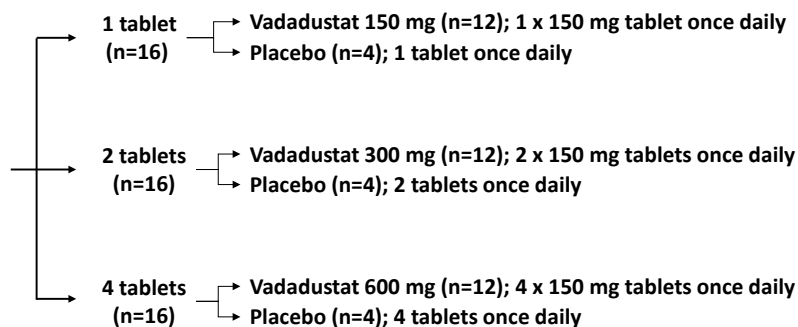 1 tablet
(n=16)
Vadadustat 150 mg (n=12); 1 x 150 mg tablet once daily
Placebo (n=4); 1 tablet once daily
2 tablets
(n=16)
Vadadustat 300 mg (n=12); 2 x 150 mg tablets once daily
Placebo (n=4); 2 tablets once daily
4 tablets
(n=16)
Vadadustat 600 mg (n=12); 4 x 150 mg tablets once daily
Placebo (n=4); 4 tablets once daily